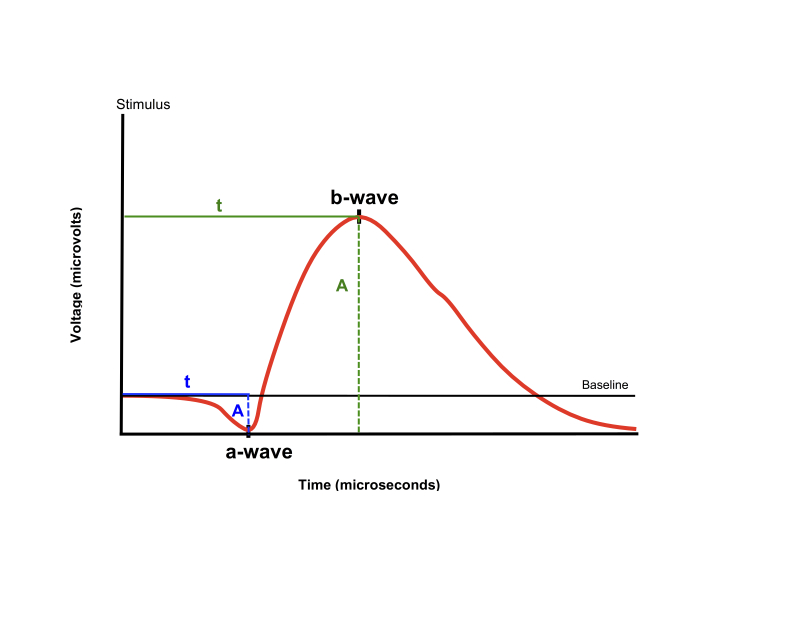 Stimulus
b-wave
t
A
Voltage (microvolts)
t
Baseline
A
a-wave
Time (microseconds)